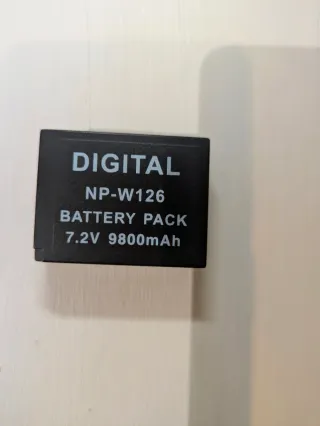 DIGITAL
NP-W126
BATTERY PACK
7.2V 9800mAh